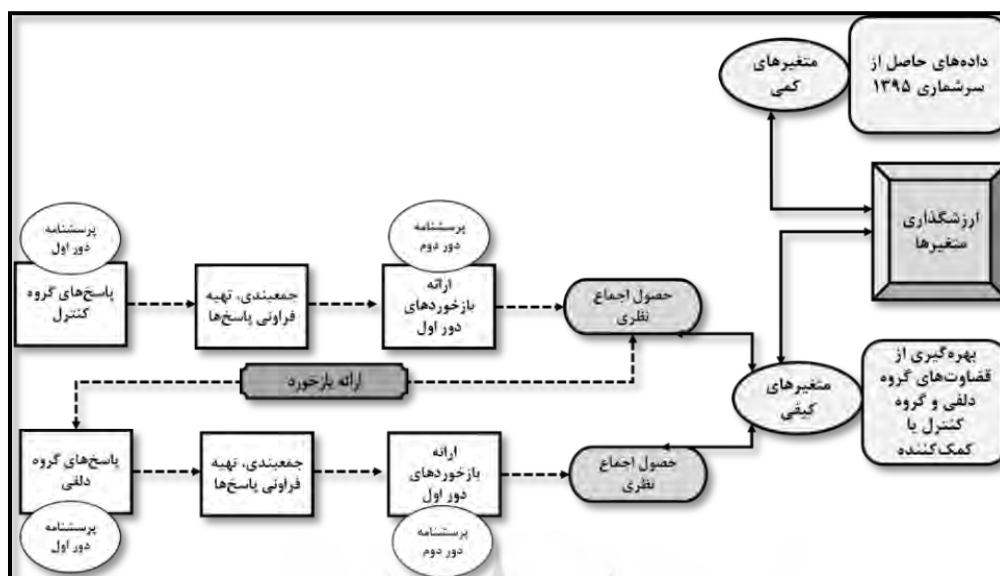 داده‌های حاصل از
سرشماری ۱۳۹۵
متغیرهای
کمی
ارزشگذاری
متغیرها
پرسشنامه
دور اول
پاسخ‌های گروه
کنترل
جمعبندی، تهیه
فراوانی پاسخ‌ها
پرسشنامه
دور دوم
ارائه
بازخوردهای
دور اول
حصول اجماع
نظری
ارائه بازخورد
متغیرهای
کیفی
بهره‌گیری از
قضاوت‌های گروه
دلفی و گروه
کنترل یا
کمک‌کننده
پاسخ‌های گروه
دلفی
پرسشنامه
دور اول
جمعبندی، تهیه
فراوانی پاسخ‌ها
ارائه
بازخوردهای
دور اول
پرسشنامه
دور دوم
حصول اجماع
نظری